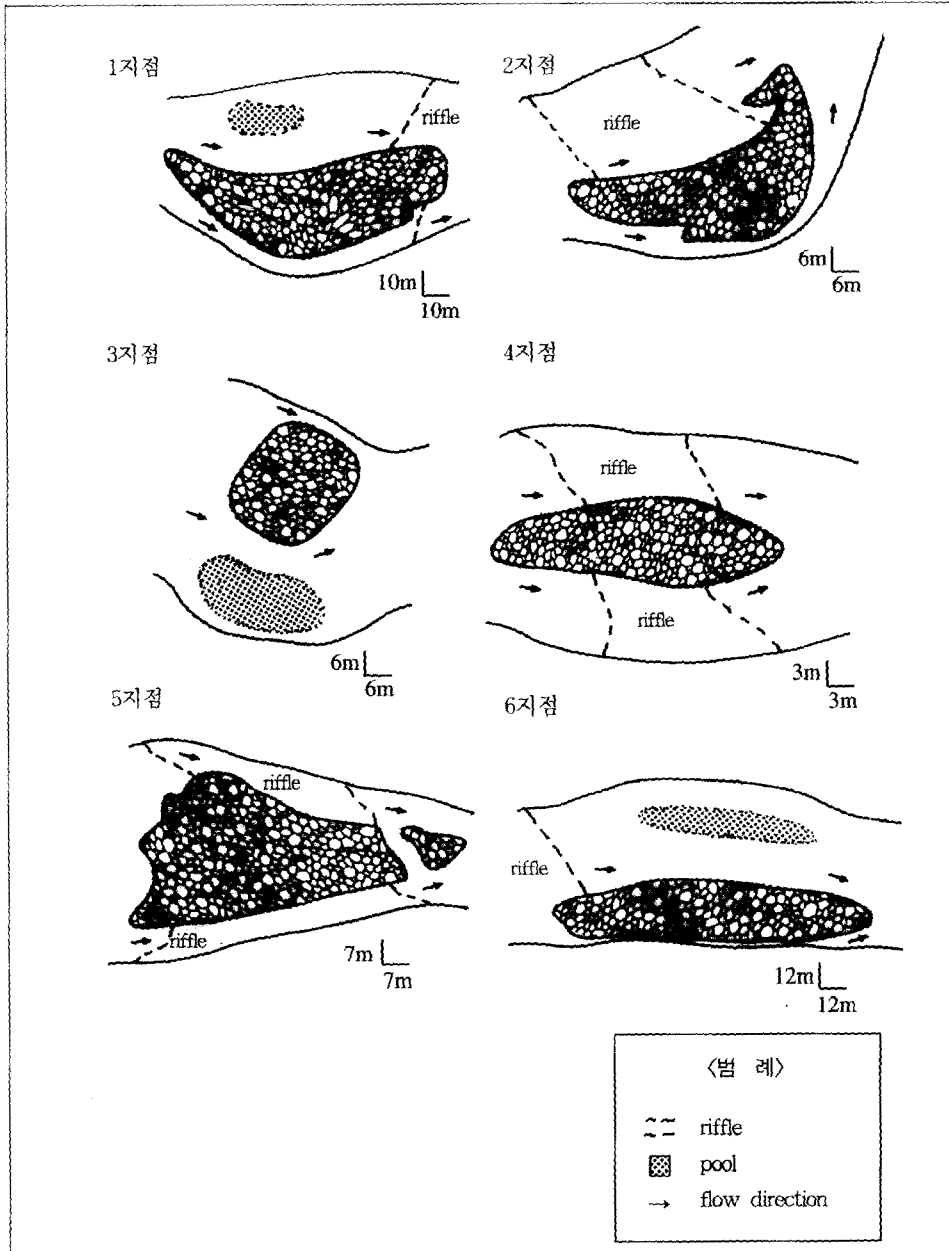 1지점
riffle
10m
10m
2지점
riffle
6m
6m
3지점
6m
6m
4지점
riffle
riffle
3m
3m
5지점
riffle
riffle
7m
7m
6지점
riffle
12m
12m
〈범 례〉
riffle
pool
flow direction